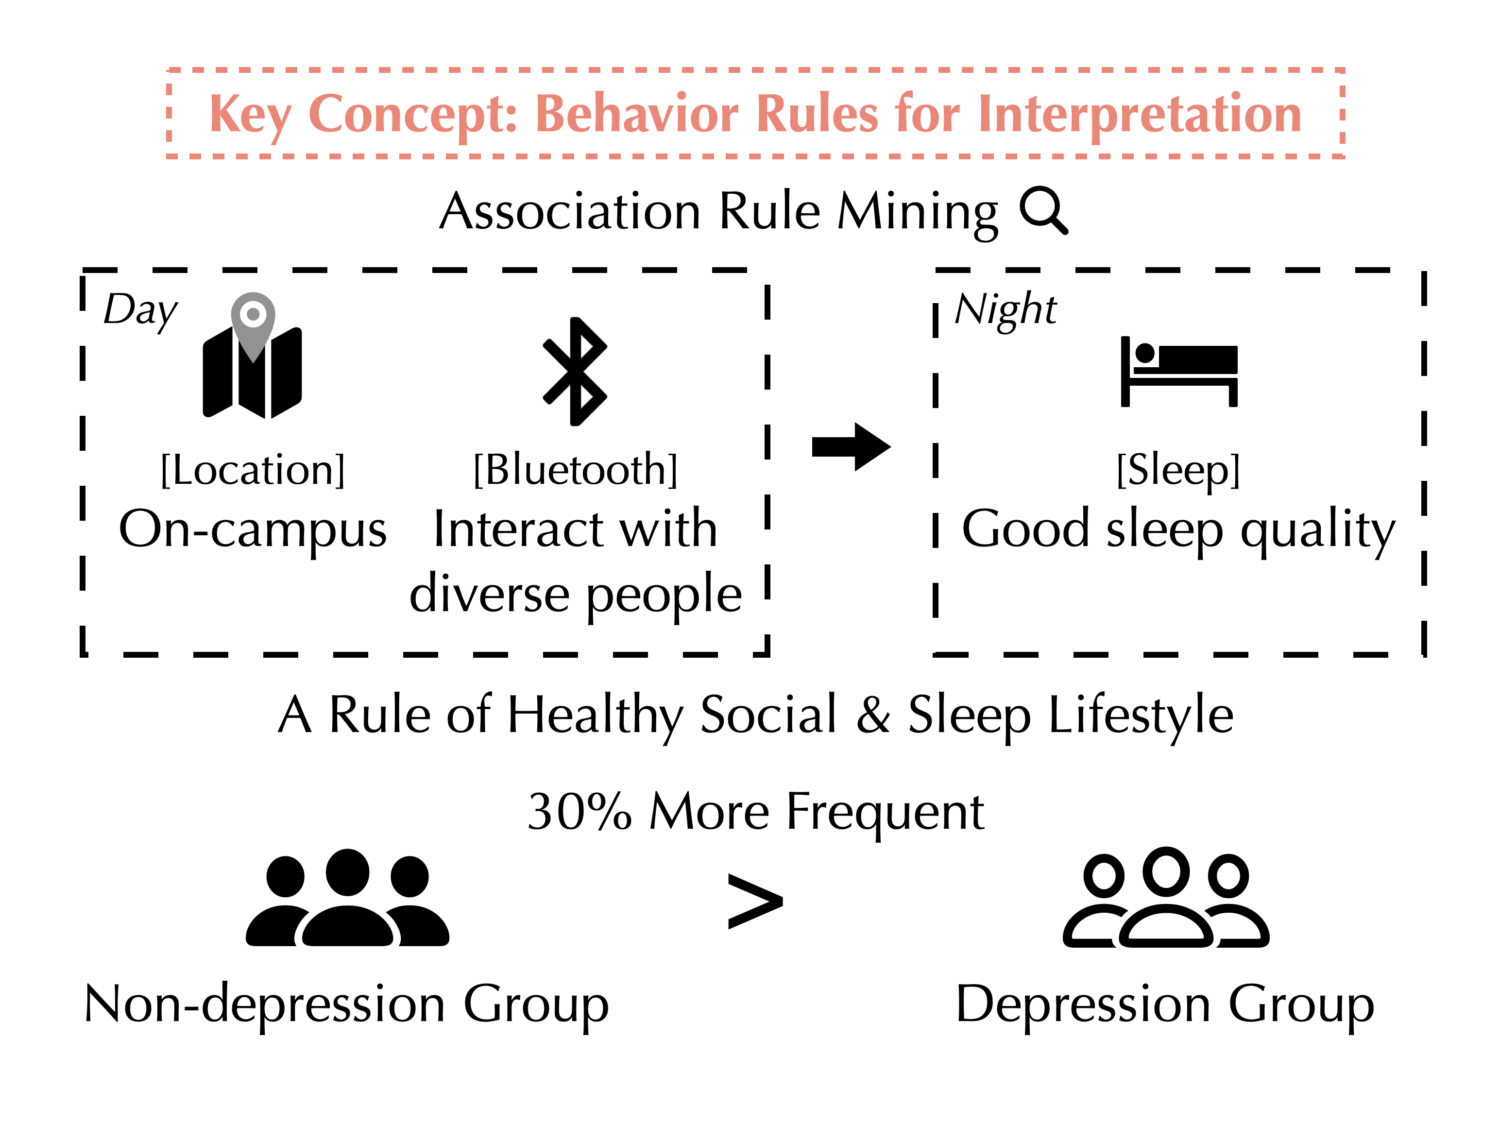 Key Concept: Behavior Rules for Interpretation
Association Rule Mining
Day
[Location]
On-campus
[Bluetooth]
Interact with
diverse people
Night
[Sleep]
Good sleep quality
A Rule of Healthy Social & Sleep Lifestyle
30% More Frequent
>
Non-depression Group
Depression Group